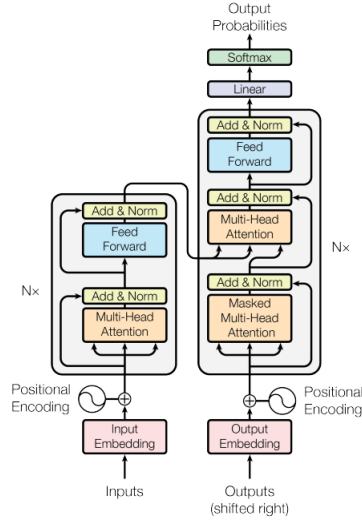 Output
Probabilities
Softmax
Linear
Add & Norm
Feed
Forward
Add & Norm
Multi-Head
Attention
Add & Norm
Masked
Multi-Head
Attention
N×
Add & Norm
Feed
Forward
N×
Add & Norm
Multi-Head
Attention
Positional
Encoding
Positional
Encoding
Input
Embedding
Output
Embedding
Inputs
Outputs
(shifted right)